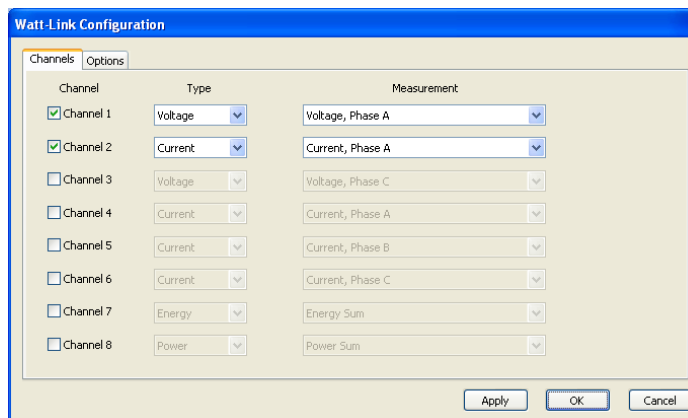 Watt-Link Configuration
Channels Options
Channel Type Measurement
Channel 1 Voltage Voltage, Phase A
Channel 2 Current Current, Phase A
Channel 3 Voltage Voltage, Phase C
Channel 4 Current Current, Phase A
Channel 5 Current Current, Phase B
Channel 6 Current Current, Phase C
Channel 7 Energy Energy Sum
Channel 8 Power Power Sum
Apply OK Cancel